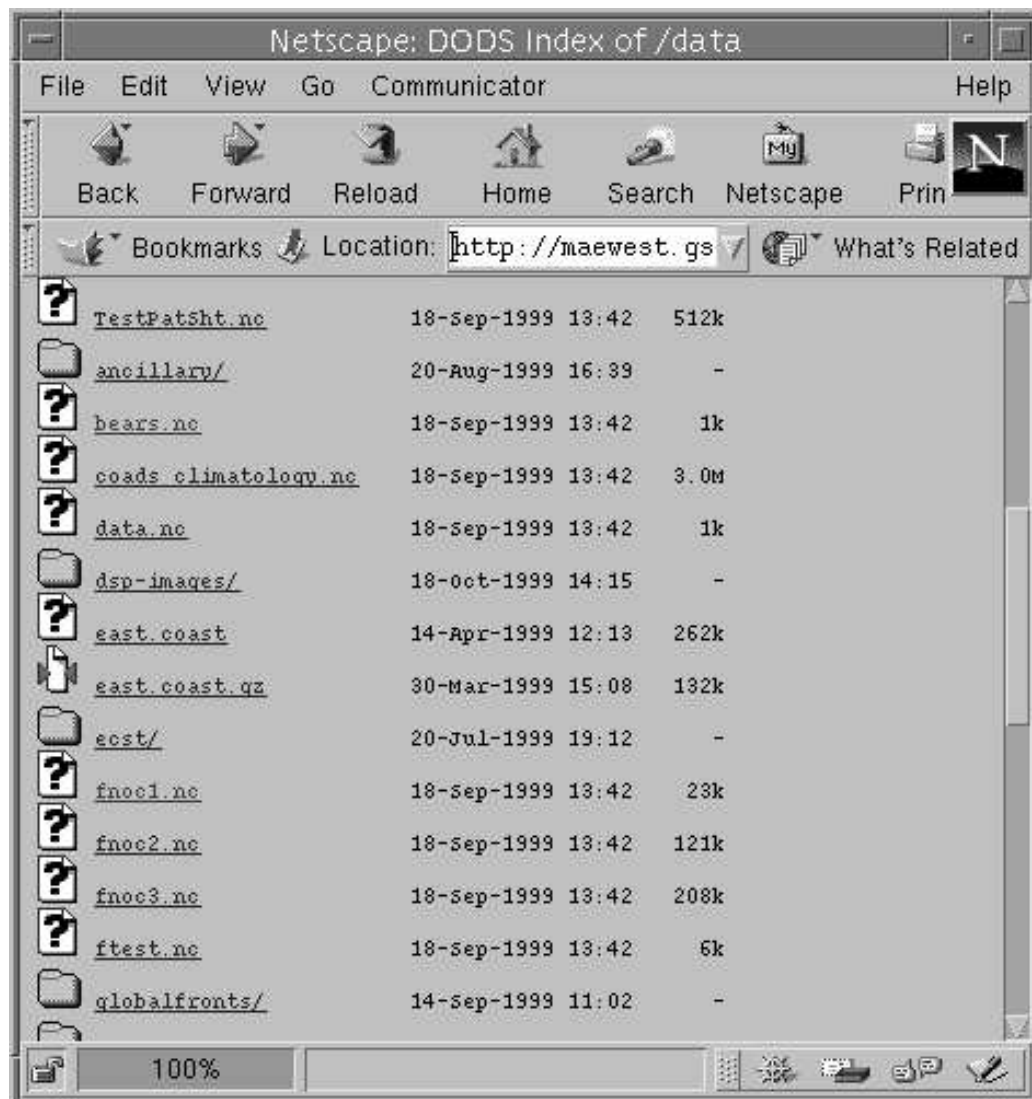 Netscape: DODS Index of /data
File Edit View Go Communicator Help
Back Forward Reload Home Search My Netscape Prin N
Bookmarks Location: http://maewest.gs What's Related
TestPatSht.nc 18-Sep-1999 13:42 512k
ancillary/ 20-Aug-1999 16:39 -
bears.nc 18-Sep-1999 13:42 1k
coads_climatology.nc 18-Sep-1999 13:42 3.0M
data.nc 18-Sep-1999 13:42 1k
dsp-images/ 18-Oct-1999 14:15 -
east.coast 14-Apr-1999 12:13 262k
east.coast.gz 30-Mar-1999 15:08 132k
ecst/ 20-Jul-1999 19:12 -
fnoc1.nc 18-Sep-1999 13:42 23k
fnoc2.nc 18-Sep-1999 13:42 121k
fnoc3.nc 18-Sep-1999 13:42 208k
ftest.nc 18-Sep-1999 13:42 6k
globalfronts/ 14-Sep-1999 11:02 -
100%